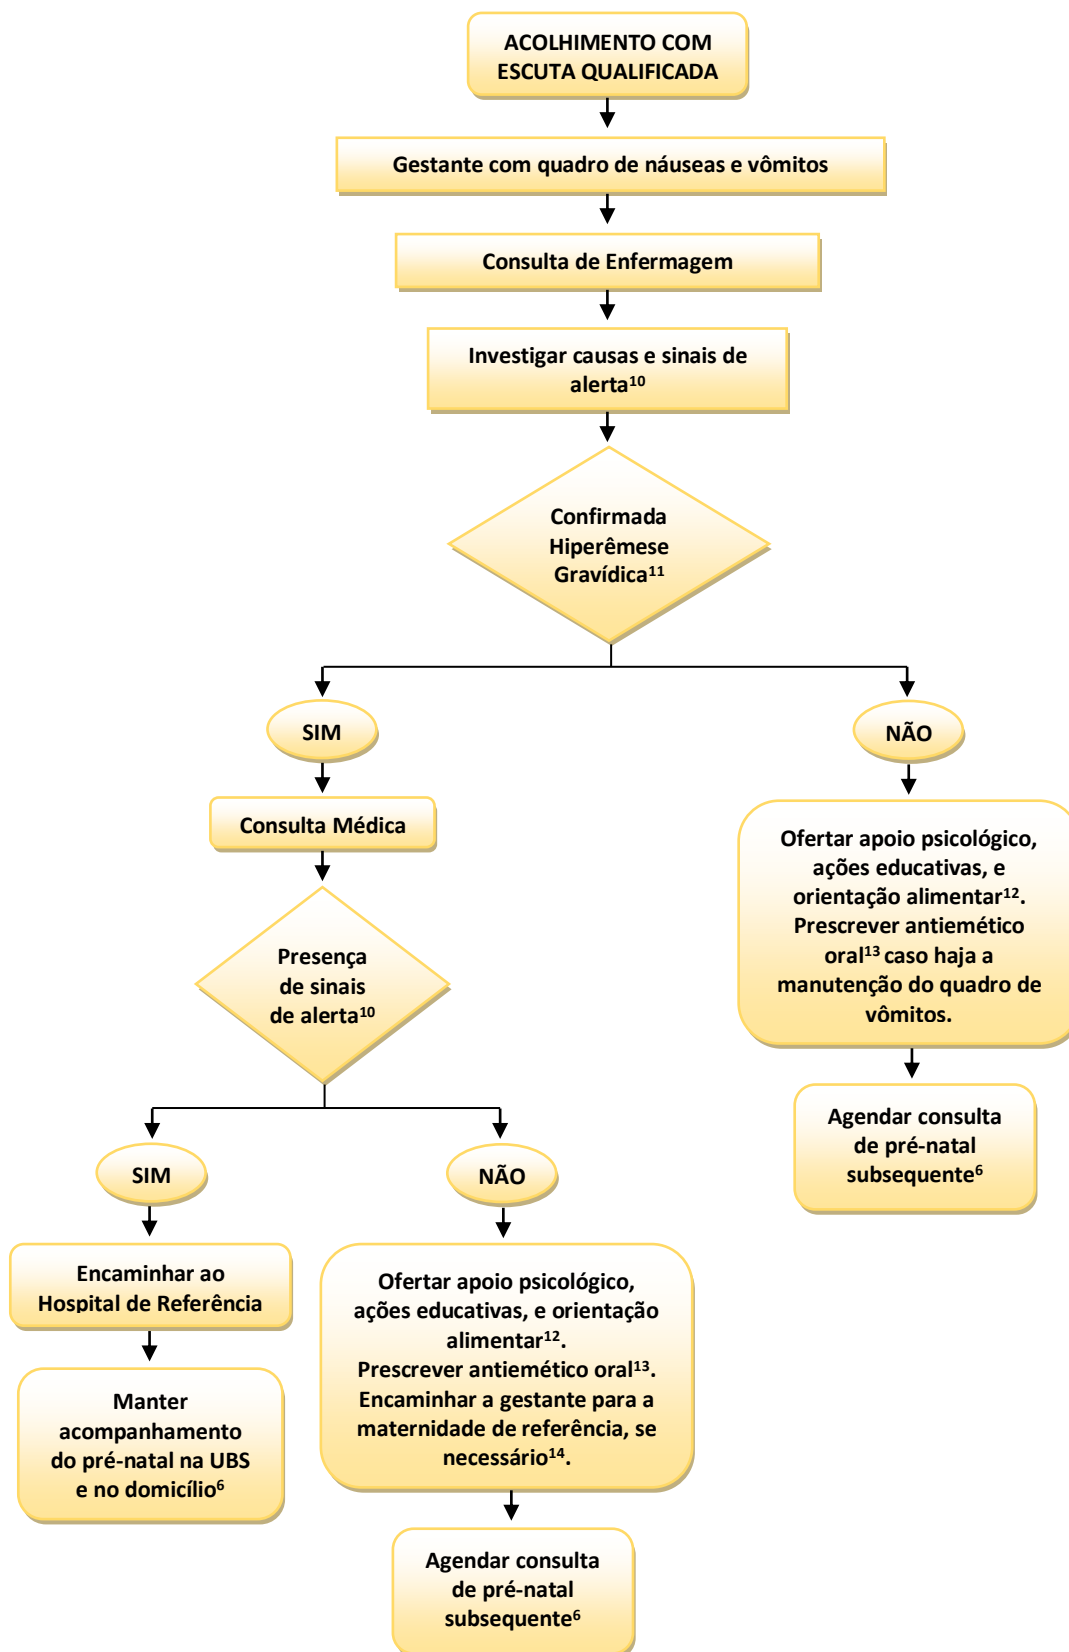 ACOLHIMENTO COM
ESCUTA QUALIFICADA
Gestante com quadro de náuseas e vômitos
Consulta de Enfermagem
Investigar causas e sinais de
alerta¹⁰
Confirmada
Hiperêmese
Gravídica¹¹
SIM
NÃO
Consulta Médica
Ofertar apoio psicológico,
ações educativas, e
orientação alimentar¹².
Prescrever antiemético
oral¹³ caso haja a
manutenção do quadro de
vômitos.
Presença
de sinais
de alerta¹⁰
Agendar consulta
de pré-natal
subsequente⁶
SIM
NÃO
Encaminhar ao
Hospital de Referência
Ofertar apoio psicológico,
ações educativas, e orientação
alimentar¹².
Prescrever antiemético oral¹³.
Encaminhar a gestante para a
maternidade de referência, se
necessário¹⁴.
Manter
acompanhamento
do pré-natal na UBS
e no domicílio⁶
Agendar consulta
de pré-natal
subsequente⁶